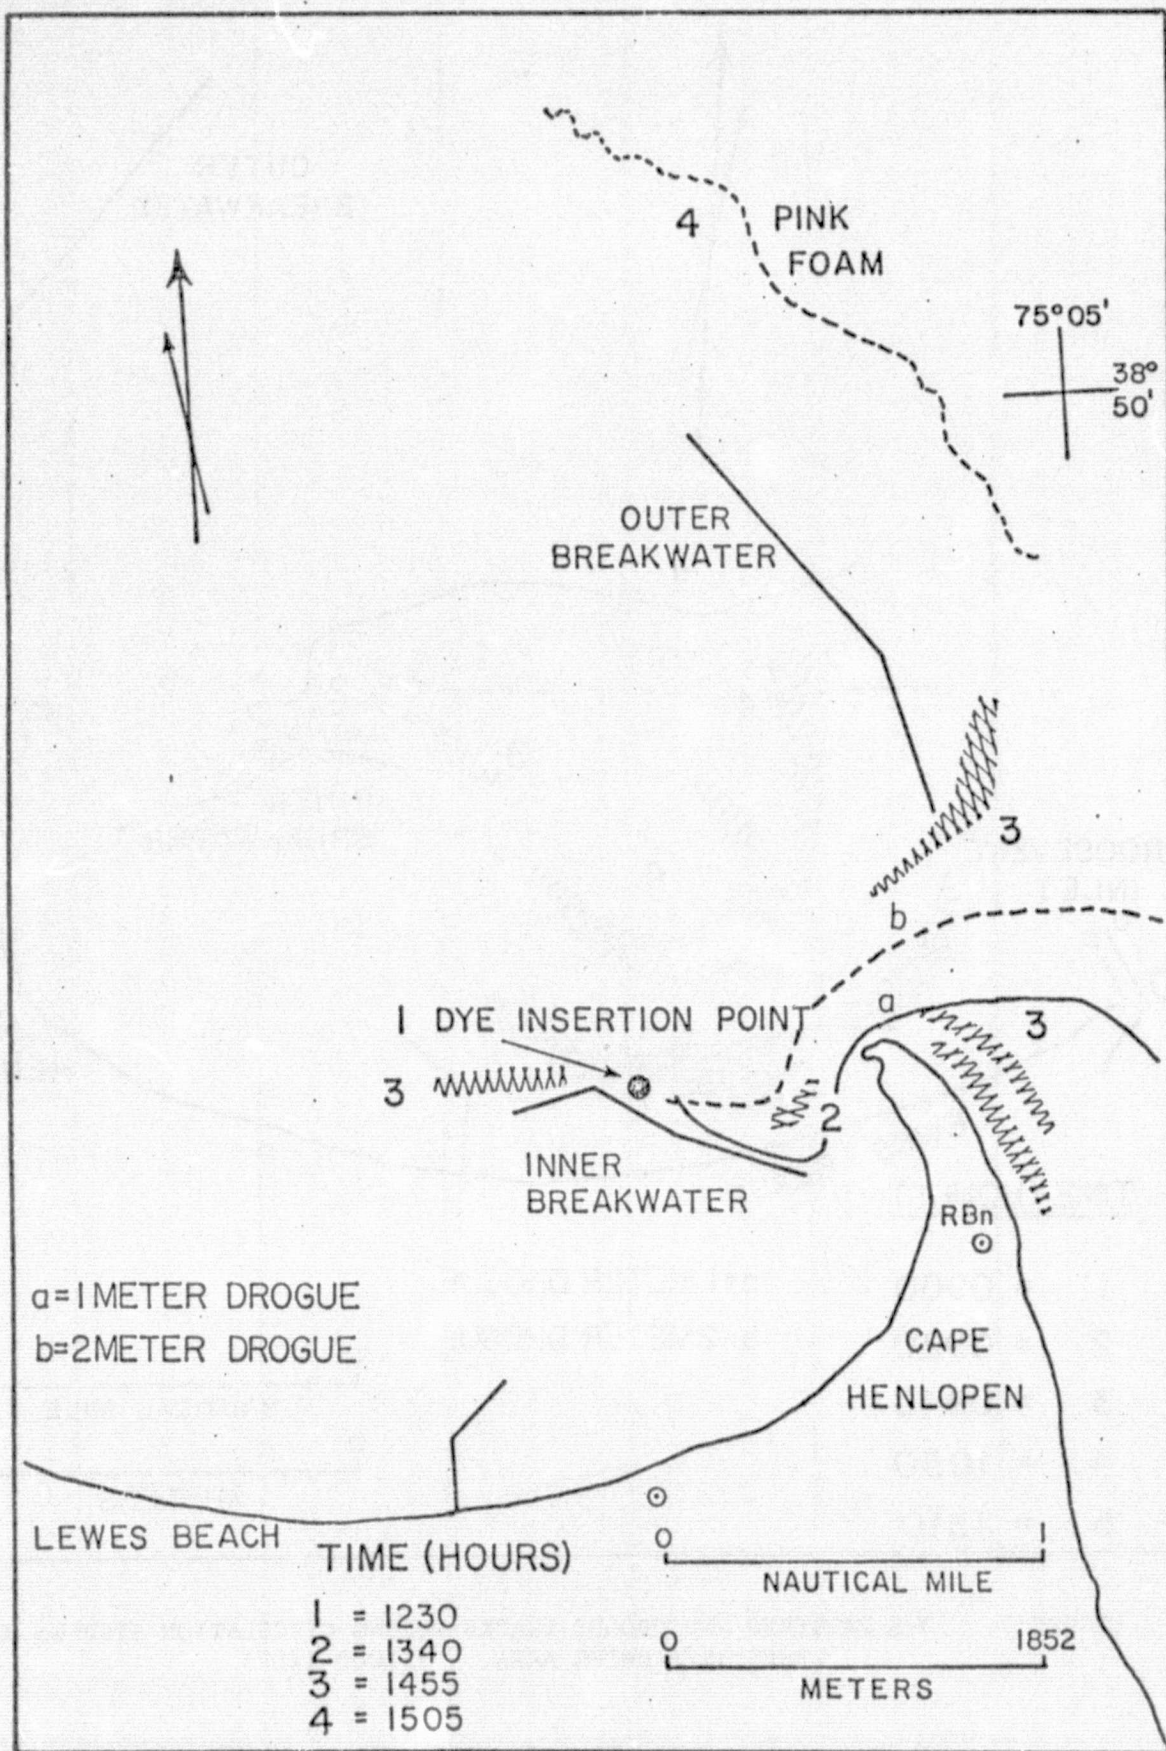 4 PINK
FOAM
75°05'
38°
50'
OUTER
BREAKWATER
3
b
a
1 DYE INSERTION POINT
3
3
2
INNER
BREAKWATER
RBn
a=1 METER DROGUE
b=2 METER DROGUE
CAPE
HENLOPEN
LEWES BEACH
TIME (HOURS)
1 = 1230
2 = 1340
3 = 1455
4 = 1505
0 1
NAUTICAL MILE
0 1852
METERS